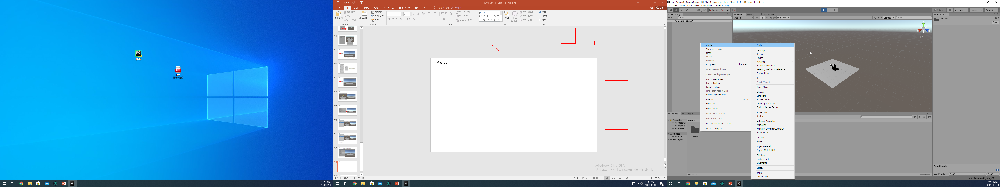 PC
PDF
1일차_강의자료.pptx - PowerPoint
파일
홈
삽입
디자인
전환
애니메이션
슬라이드 쇼
검토
보기
수행할 작업을 알려 주세요.
로그인
공유
붙여넣기
잘라내기
복사
서식 복사
클립보드
새 슬라이드
레이아웃
다시 설정
구역
슬라이드
24
글꼴
텍스트 방향
텍스트 맞춤
SmartArt로 변환
단락
정렬
빠른 스타일
도형 채우기
도형 윤곽선
도형 효과
그리기
찾기
바꾸기
선택
편집
44
45
46
47
48
49
50
51
52
53
54
Prefab
Windows 정품 인증
[설정]으로 이동하여 Windows를 정품 인증합니다.
슬라이드 53/54
한국어
슬라이드 노트
메모
75 %
오후 10:07
2020-07-10
오후 10:07
2020-07-10
UnityPractice1 - SampleScene - PC, Mac & Linux Standalone - Unity 2019.4.2f1 Personal* <DX11>
File Edit Assets GameObject Component Window Help
Center
Local
Collab
Account
Layers
Default
Hierarchy
All
SampleScene*
Scene
Game
Asset Store
Shaded
2D
Gizmos
All
Persp
Inspector
Assets
Open
Create
Show in Explorer
Open
Delete
Rename
Copy Path Alt+Ctrl+C
Open Scene Additive
View in Package Manager
Import New Asset...
Import Package
Export Package...
Find References In Scene
Select Dependencies
Refresh Ctrl+R
Reimport
Reimport All
Extract From Prefab
Run API Updater...
Update UIElements Schema
Open C# Project
Folder
C# Script
Shader
Testing
Playables
Assembly Definition
Assembly Definition Reference
TextMeshPro
Scene
Prefab Variant
Audio Mixer
Material
Lens Flare
Render Texture
Lightmap Parameters
Custom Render Texture
Sprite Atlas
Sprites
Animator Controller
Animation
Animator Override Controller
Avatar Mask
Timeline
Signal
Physic Material
Physics Material 2D
GUI Skin
Custom Font
UIElements
Legacy
Brush
Terrain Layer
Project
Console
Favorites
All Materials
All Models
All Prefabs
Assets
Scenes
Packages
Assets
Scenes
Assets
Asset Labels
AssetBundle
None
None
Auto Generate Lighting Off
오후 10:07
2020-07-10